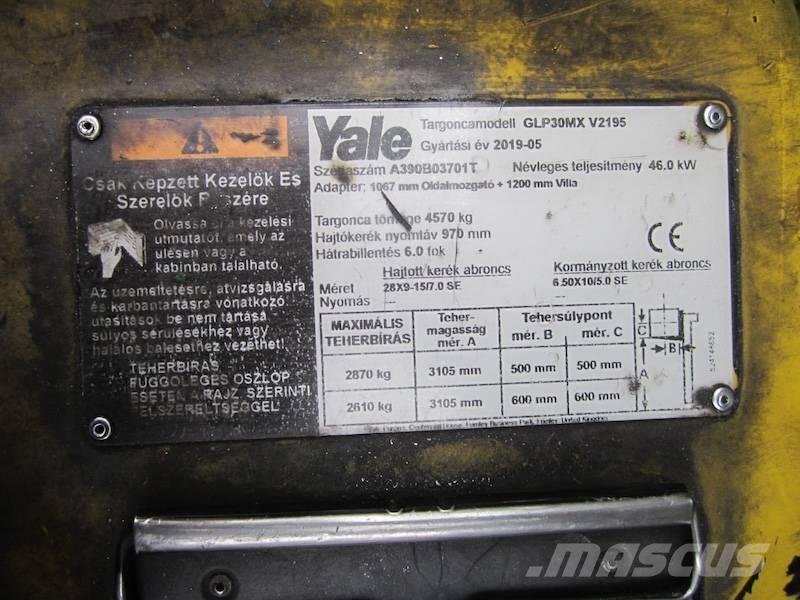 Csak Képzett Kezelők És
Szerelők Részére
Olvassa el a kezelési
útmutatót, amely az
ülésen vagy a
kabinban található.
Az üzemeltetésre, átvizsgálásra
és karbantartásra vonatkozó
utasítások be nem tartása
súlyos sérülésekhez vagy
halálos balesethez vezethet!
TEHERBÍRÁS
FÜGGŐLEGES OSZLOP
ESETÉN A RAJZ SZERINTI
FELSZERELTSÉGGEL
Yale
Targoncamodell GLP30MX V2195
Gyártási év 2019-05
Szériaszám A390B03701T Névleges teljesítmény 46.0 kW
Adapter: 1067 mm Oldalmozgató + 1200 mm Villa
Targonca tömege 4570 kg
Hajtókerék nyomtáv 970 mm
Hátrabillentés 6.0 fok
Hajtott kerék abroncs Kormányzott kerék abroncs
Méret 28X9-15/7.0 SE 6.50X10/5.0 SE
Nyomás
MAXIMÁLIS TEHERBÍRÁS
Teher-magasság mér. A
Tehersúlypont
mér. B mér. C
2870 kg 3105 mm 500 mm 500 mm
2610 kg 3105 mm 600 mm 600 mm
C
B
A
CE
Business Park, Frimley, United Kingdom
MASCUS